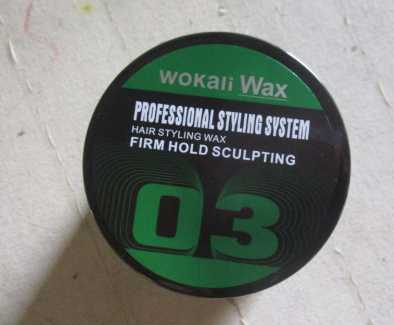 wokali Wax
PROFESSIONAL STYLING SYSTEM
HAIR STYLING WAX
FIRM HOLD SCULPTING
03